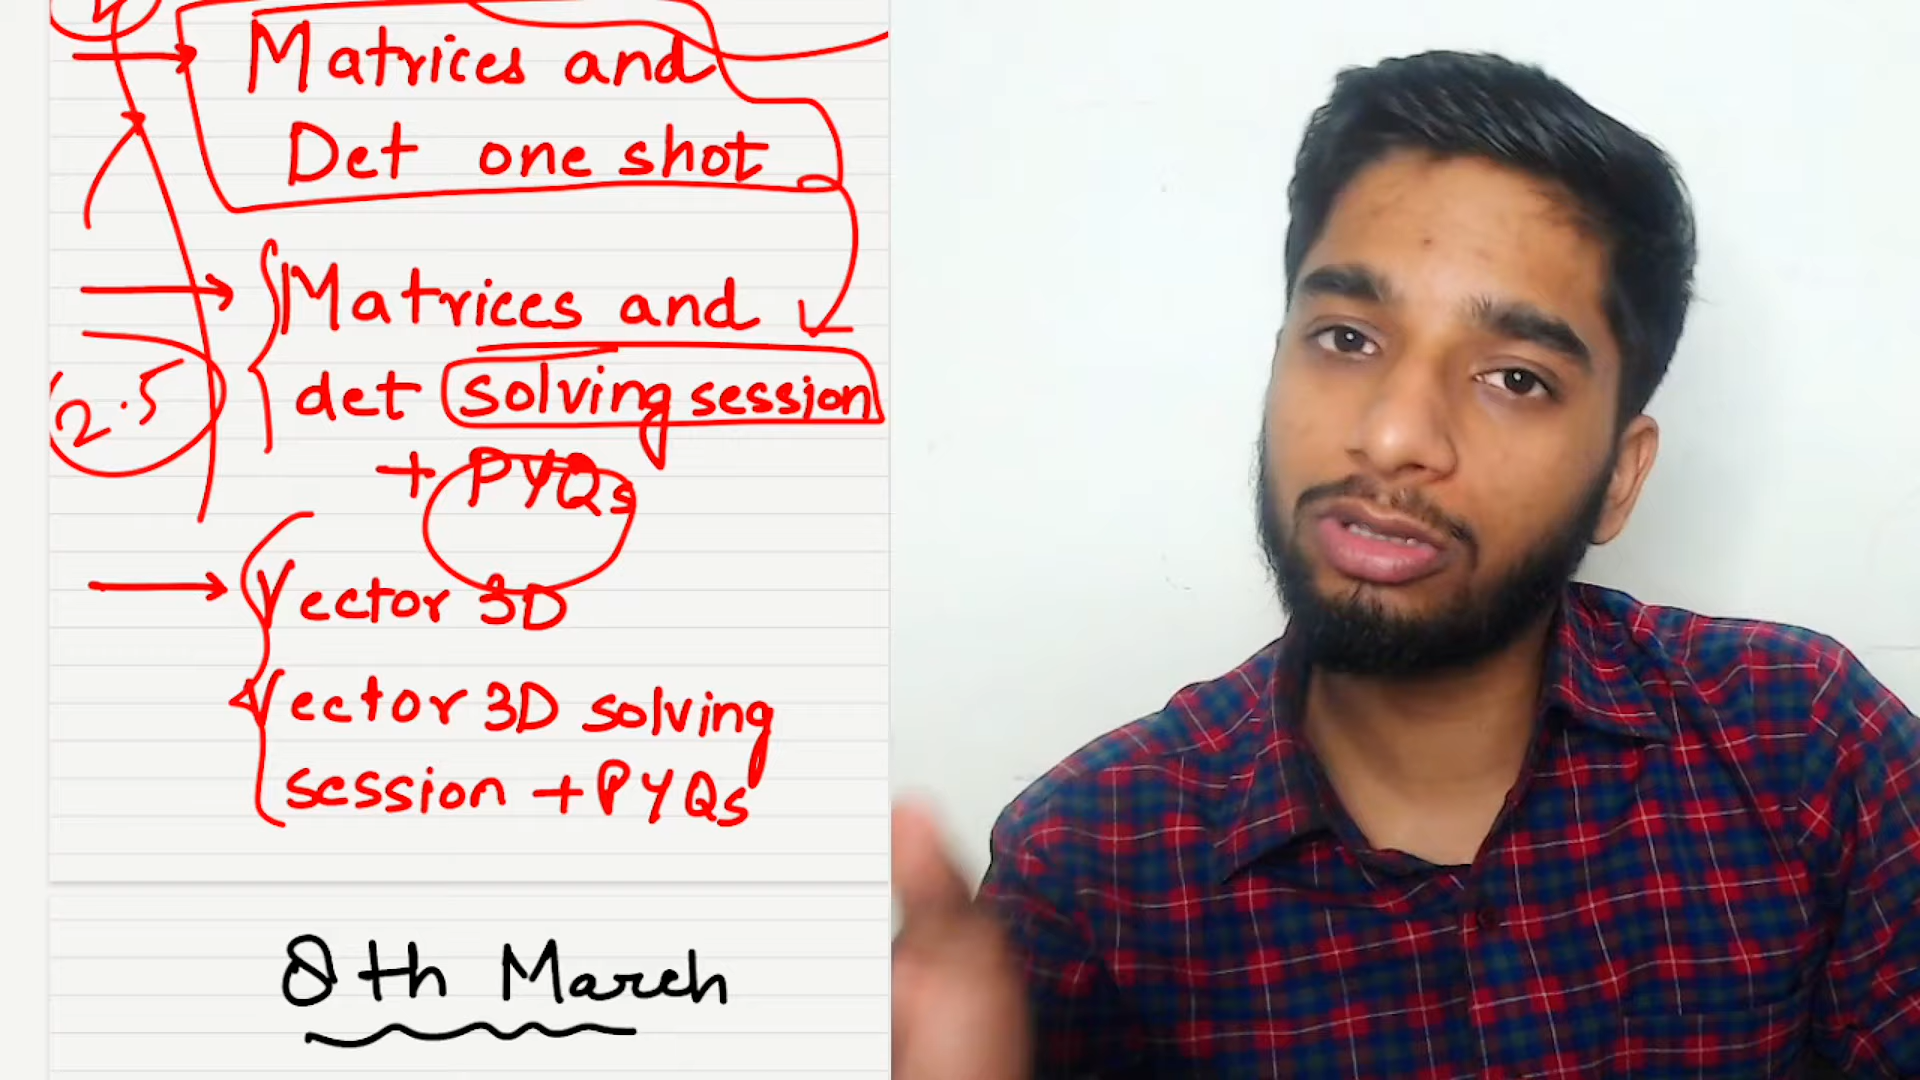 Matrices and
Det one shot
Matrices and
det solving session
2.5
+ PYQs
Vector 3D
Vector 3D solving
session + PYQs
8th March